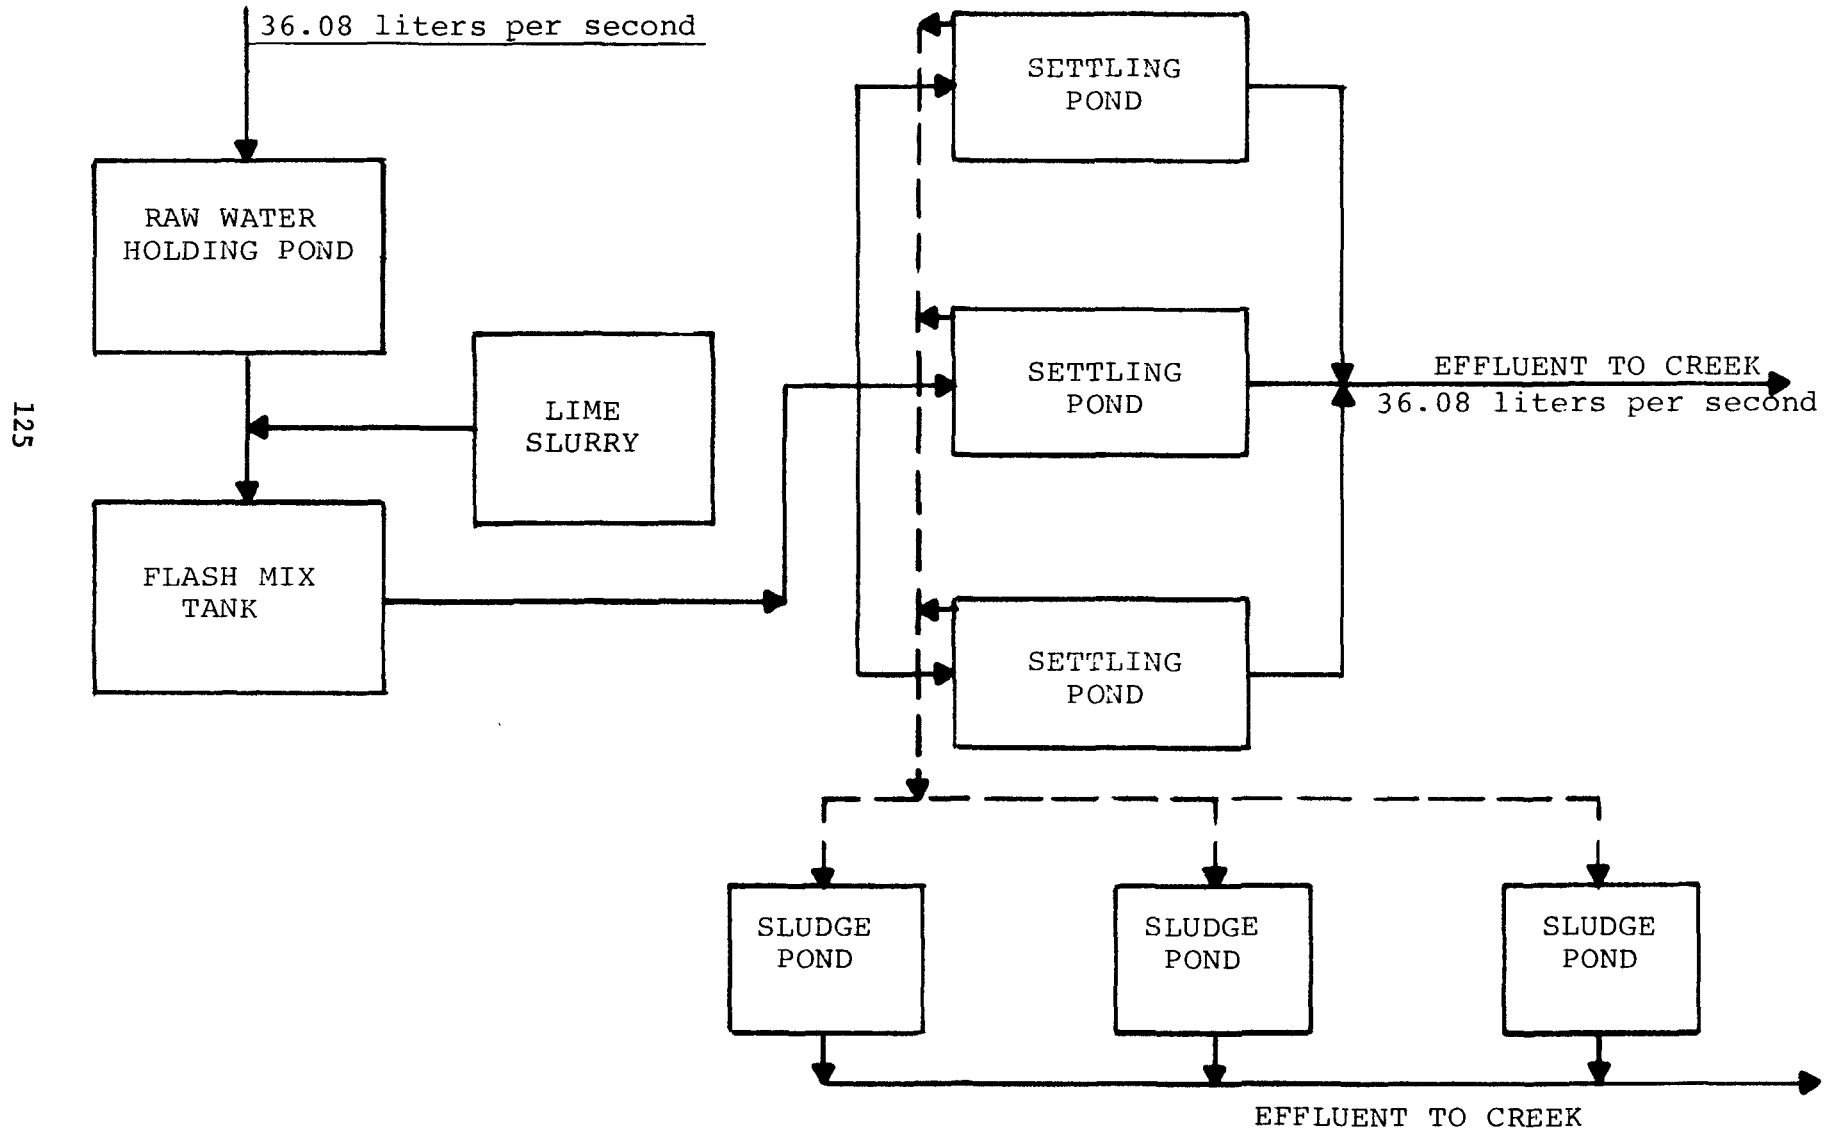 36.08 liters per second
RAW WATER
HOLDING POND
LIME
SLURRY
FLASH MIX
TANK
SETTLING
POND
SETTLING
POND
SETTLING
POND
EFFLUENT TO CREEK
36.08 liters per second
SLUDGE
POND
SLUDGE
POND
SLUDGE
POND
EFFLUENT TO CREEK
125